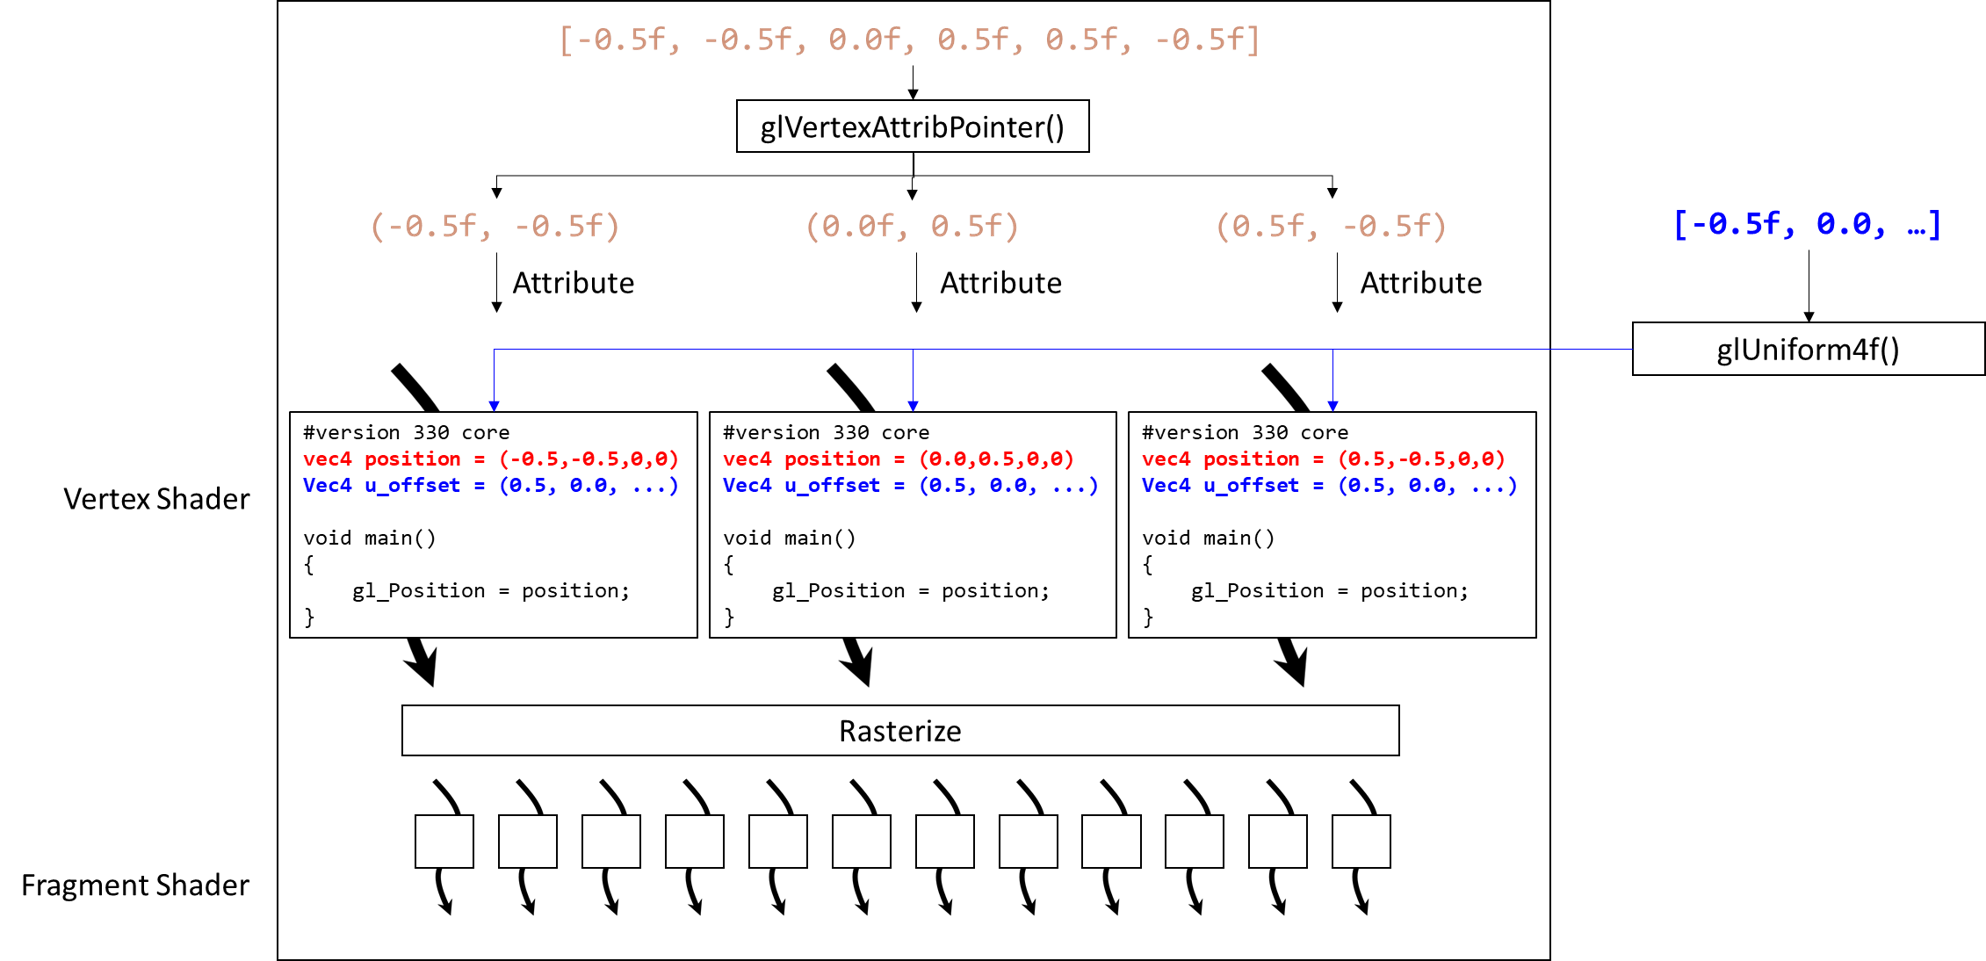 [-0.5f, -0.5f, 0.0f, 0.5f, 0.5f, -0.5f]
glVertexAttribPointer()
(-0.5f, -0.5f)
(0.0f, 0.5f)
(0.5f, -0.5f)
[-0.5f, 0.0, …]
Attribute
Attribute
Attribute
glUniform4f()
Vertex Shader
#version 330 core
vec4 position = (-0.5,-0.5,0,0)
Vec4 u_offset = (0.5, 0.0, ...)
void main()
{
    gl_Position = position;
}
#version 330 core
vec4 position = (0.0,0.5,0,0)
Vec4 u_offset = (0.5, 0.0, ...)
void main()
{
    gl_Position = position;
}
#version 330 core
vec4 position = (0.5,-0.5,0,0)
Vec4 u_offset = (0.5, 0.0, ...)
void main()
{
    gl_Position = position;
}
Rasterize
Fragment Shader